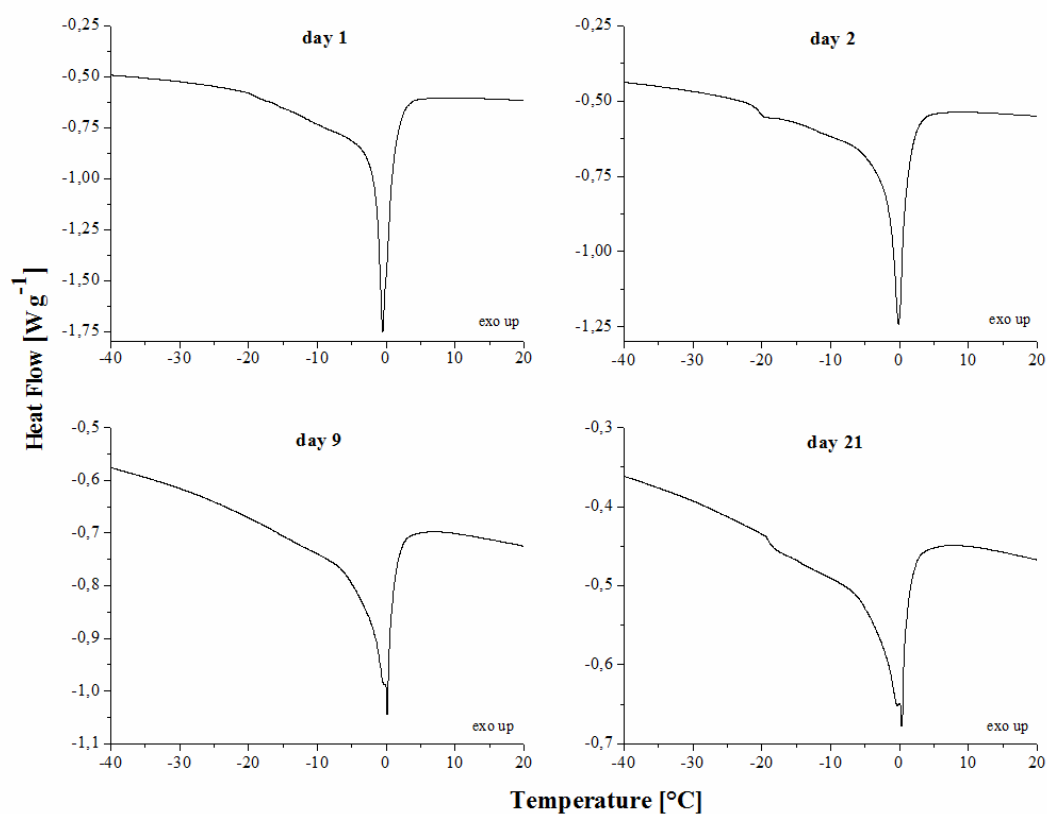 Heat Flow [W g⁻¹]
day 1
-0,25
-0,50
-0,75
-1,00
-1,25
-1,50
-1,75
exo up
-40 -30 -20 -10 0 10 20
day 2
-0,25
-0,50
-0,75
-1,00
-1,25
exo up
-40 -30 -20 -10 0 10 20
day 9
-0,5
-0,6
-0,7
-0,8
-0,9
-1,0
-1,1
exo up
-40 -30 -20 -10 0 10 20
day 21
-0,3
-0,4
-0,5
-0,6
-0,7
exo up
-40 -30 -20 -10 0 10 20
Temperature [°C]